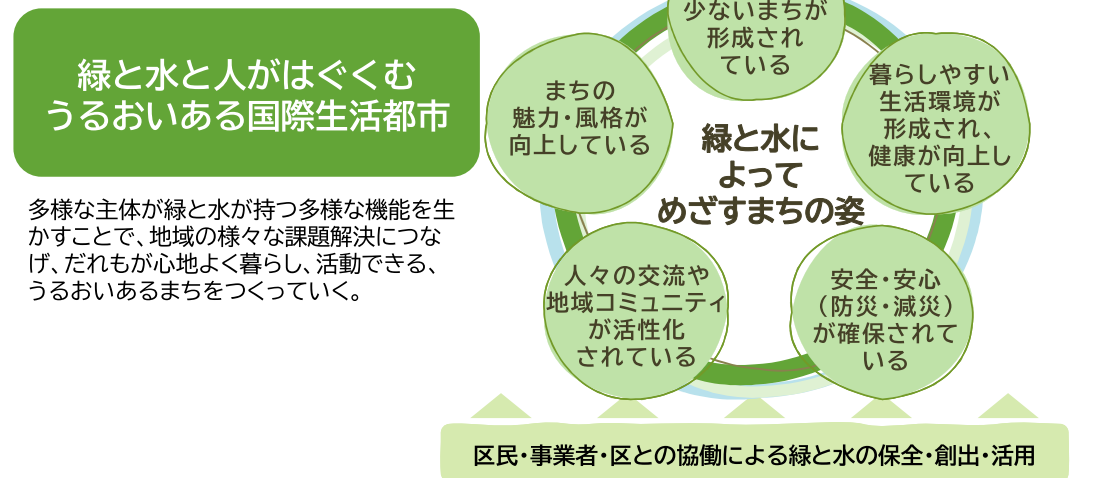 緑と水と人がはぐくむ
うるおいある国際生活都市
多様な主体が緑と水が持つ多様な機能を生
かすことで、地域の様々な課題解決につな
げ、だれもが心地よく暮らし、活動できる、
うるおいあるまちをつくっていく。
少ないまちが
形成され
ている
まちの
魅力・風格が
向上している
暮らしやすい
生活環境が
形成され、
健康が向上し
ている
緑と水に
よって
めざすまちの姿
人々の交流や
地域コミュニティ
が活性化
されている
安全・安心
（防災・減災）
が確保されて
いる
区民・事業者・区との協働による緑と水の保全・創出・活用